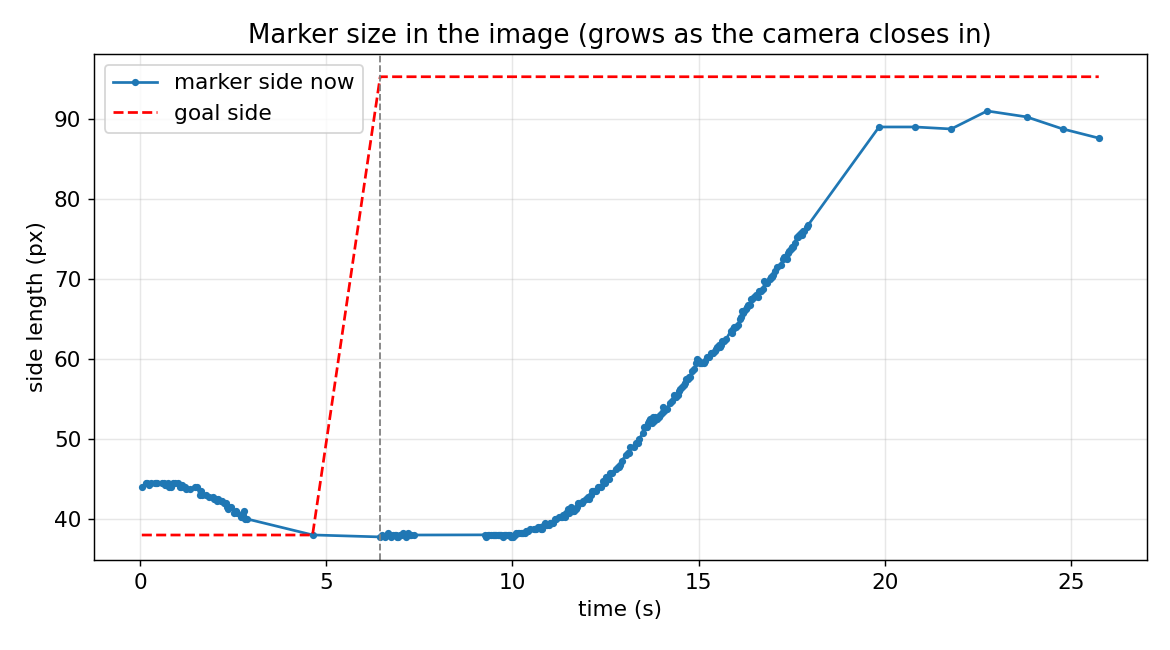 Marker size in the image (grows as the camera closes in)
marker side now
goal side
90
80
70
60
50
40
side length (px)
0
5
10
15
20
25
time (s)